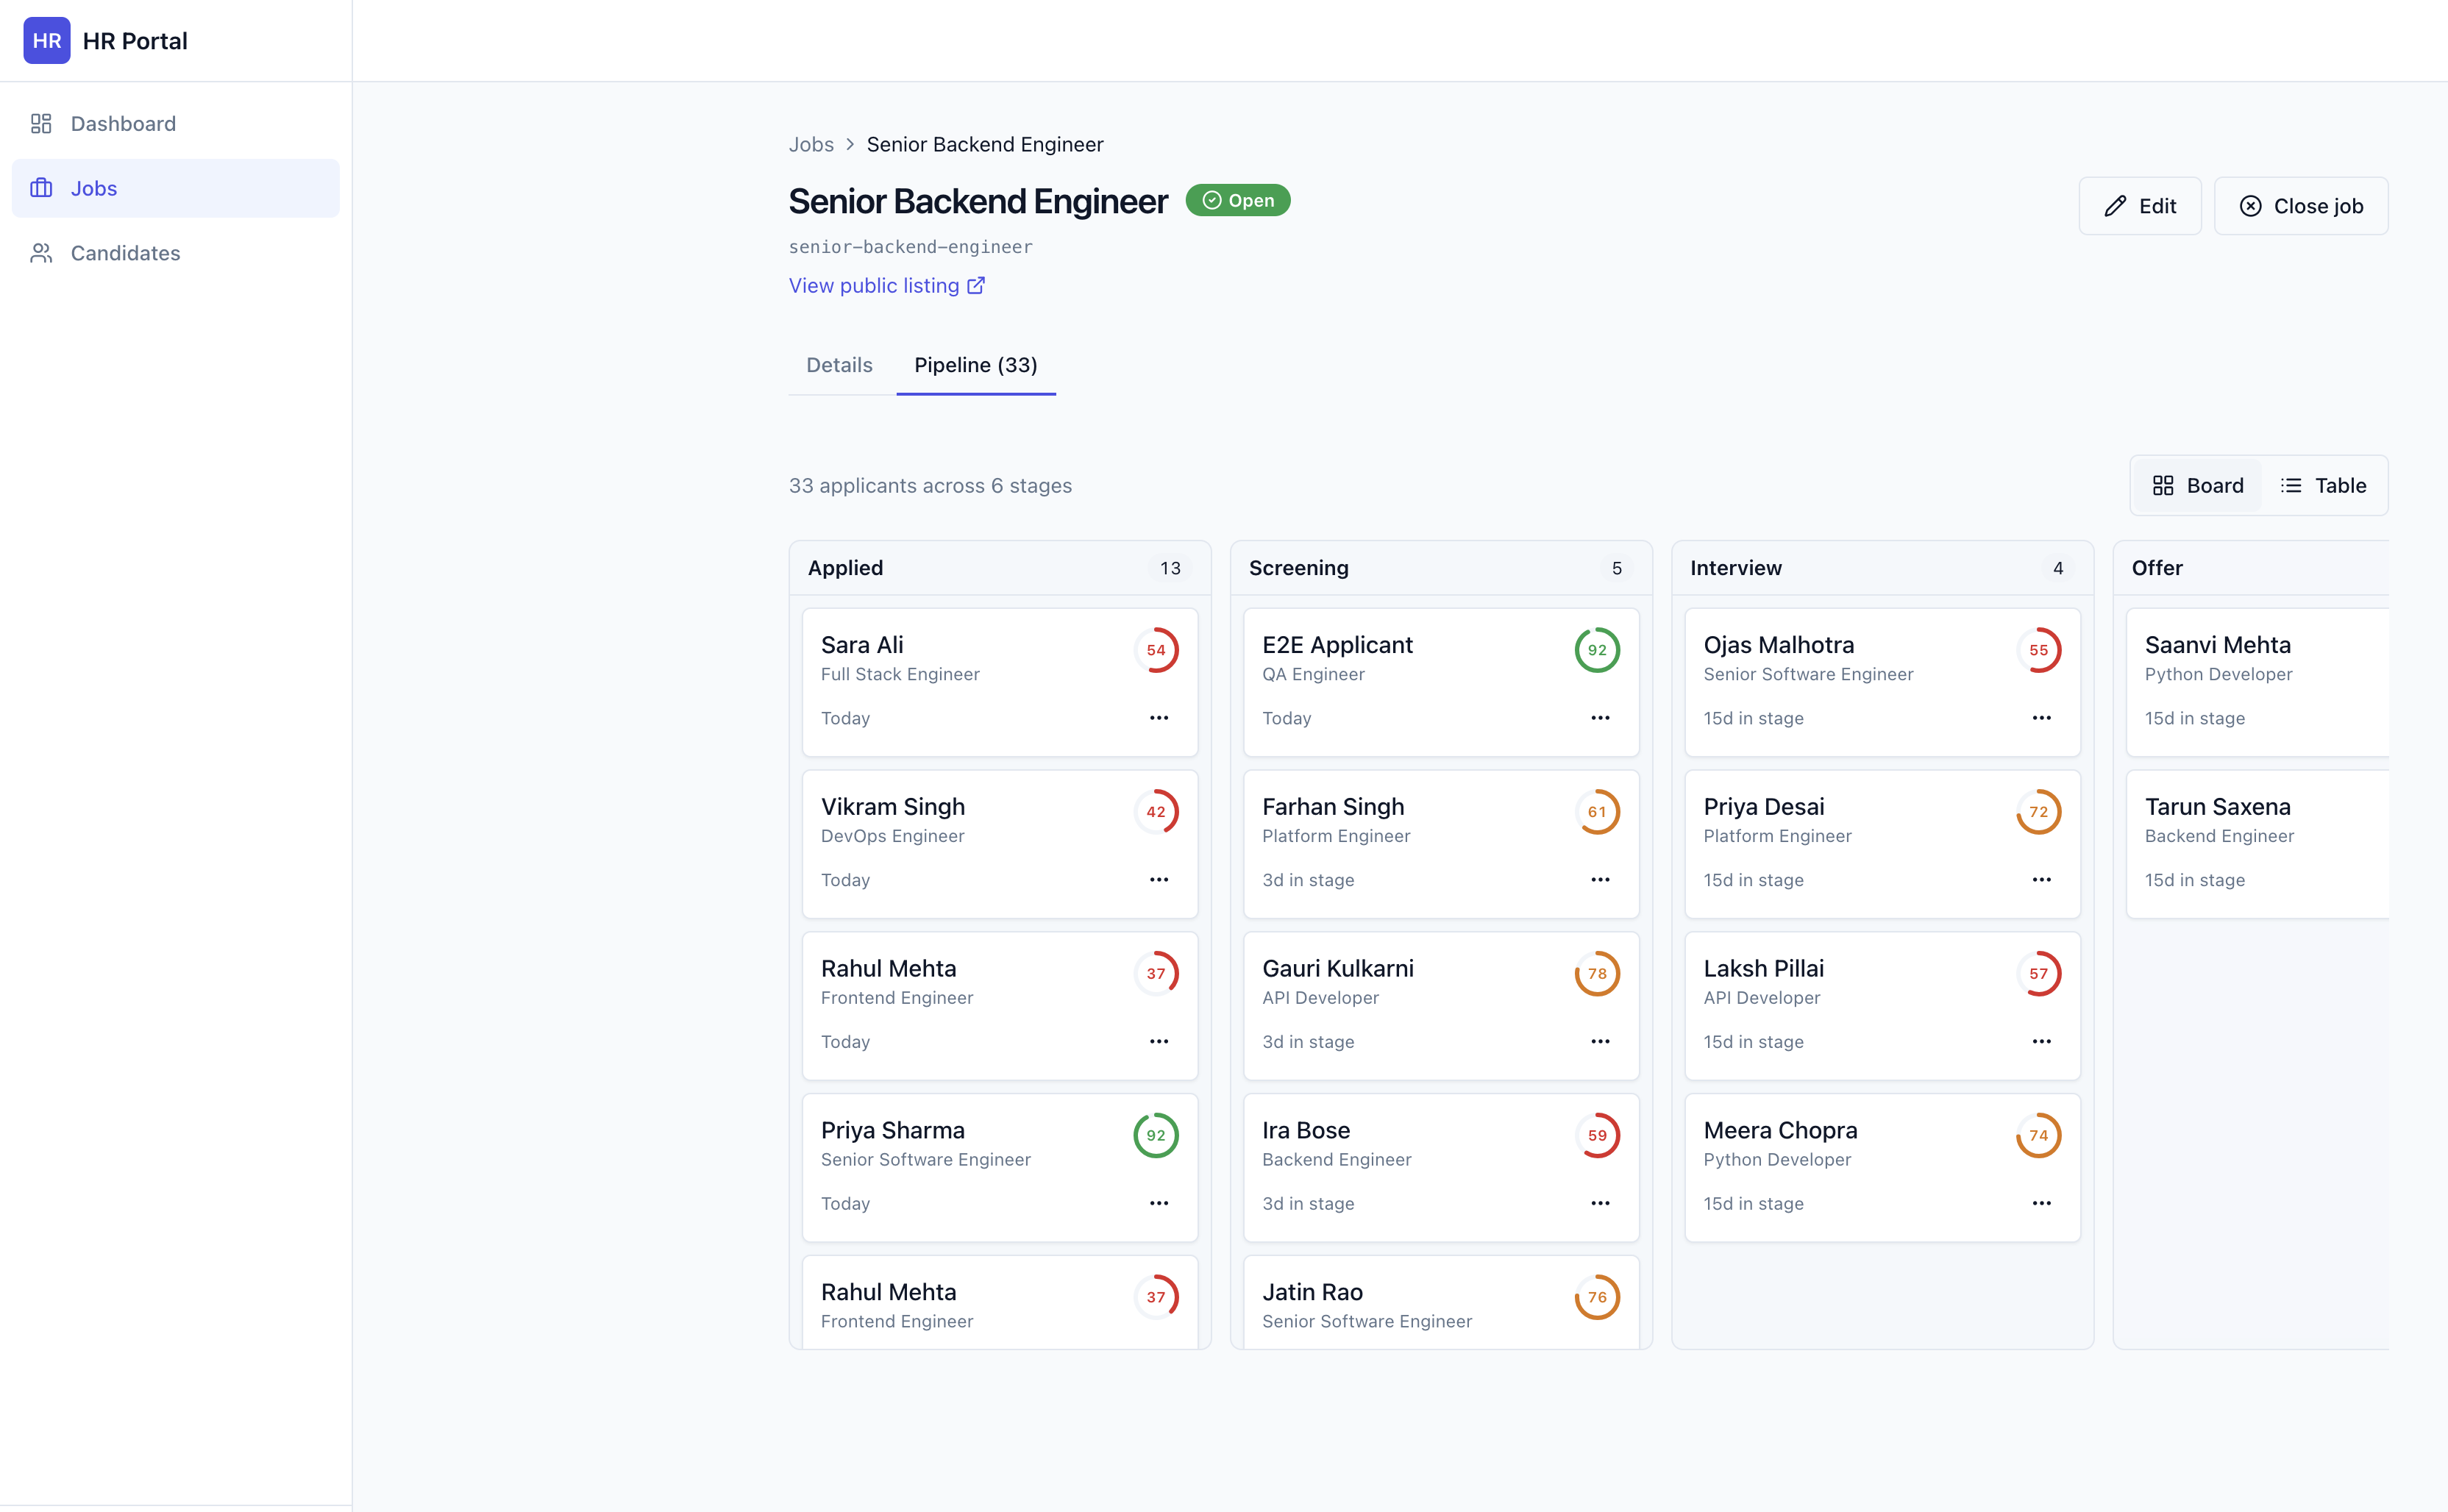 HR HR Portal
Dashboard
Jobs
Candidates
Jobs > Senior Backend Engineer
Senior Backend Engineer Open
Edit Close job
senior-backend-engineer
View public listing
Details Pipeline (33)
33 applicants across 6 stages
Board Table
Applied 13
Sara Ali
54
Full Stack Engineer
Today
Vikram Singh
42
DevOps Engineer
Today
Rahul Mehta
37
Frontend Engineer
Today
Priya Sharma
92
Senior Software Engineer
Today
Rahul Mehta
37
Frontend Engineer
Screening 5
E2E Applicant
92
QA Engineer
Today
Farhan Singh
61
Platform Engineer
3d in stage
Gauri Kulkarni
78
API Developer
3d in stage
Ira Bose
59
Backend Engineer
3d in stage
Jatin Rao
76
Senior Software Engineer
Interview 4
Ojas Malhotra
55
Senior Software Engineer
15d in stage
Priya Desai
72
Platform Engineer
15d in stage
Laksh Pillai
57
API Developer
15d in stage
Meera Chopra
74
Python Developer
15d in stage
Offer
Saanvi Mehta
Python Developer
15d in stage
Tarun Saxena
Backend Engineer
15d in stage